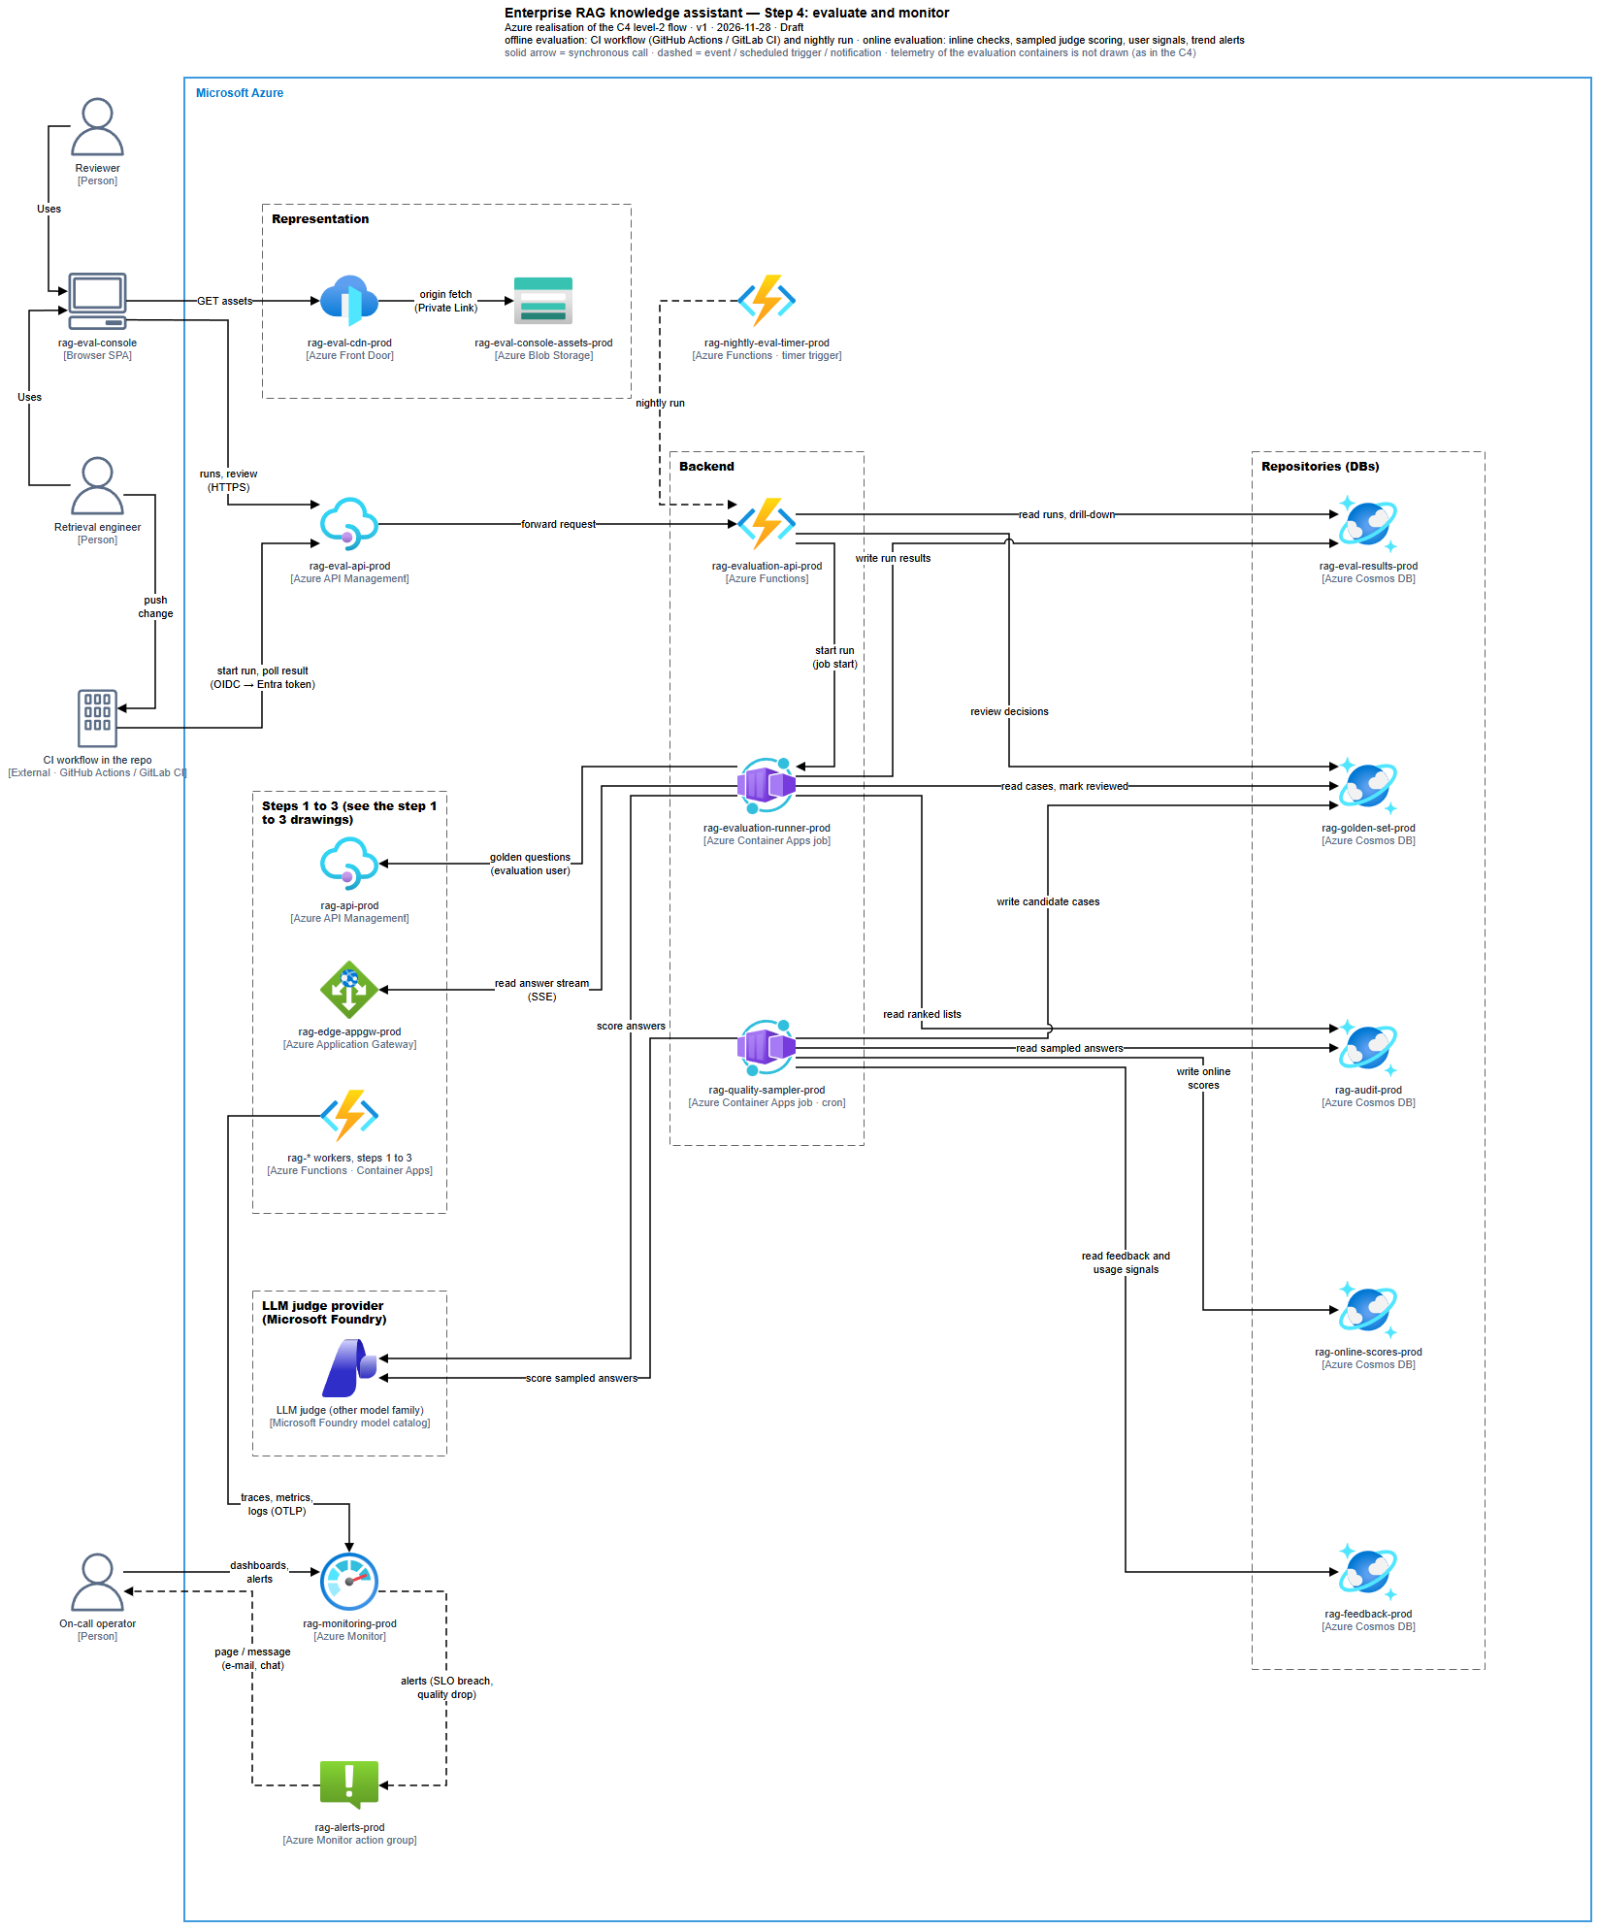 Enterprise RAG knowledge assistant — Step 4: evaluate and monitor
Azure realisation of the C4 level-2 flow · v1 · 2026-11-28 · Draft
offline evaluation: CI workflow (GitHub Actions / GitLab CI) and nightly run · online evaluation: inline checks, sampled judge scoring, user signals, trend alerts
solid arrow = synchronous call · dashed = event / scheduled trigger / notification · telemetry of the evaluation containers is not drawn (as in the C4)
Microsoft Azure
Reviewer
[Person]
Uses
Representation
GET assets
origin fetch
(Private Link)
rag-eval-console
[Browser SPA]
rag-eval-cdn-prod
[Azure Front Door]
rag-eval-console-assets-prod
[Azure Blob Storage]
rag-nightly-eval-timer-prod
[Azure Functions · timer trigger]
Uses
nightly run
Backend
Repositories (DBs)
runs, review
(HTTPS)
Retrieval engineer
[Person]
forward request
read runs, drill-down
write run results
rag-eval-api-prod
[Azure API Management]
rag-evaluation-api-prod
[Azure Functions]
rag-eval-results-prod
[Azure Cosmos DB]
push
change
start run
(job start)
start run, poll result
(OIDC → Entra token)
review decisions
CI workflow in the repo
[External · GitHub Actions / GitLab CI]
read cases, mark reviewed
Steps 1 to 3 (see the step 1
to 3 drawings)
rag-evaluation-runner-prod
[Azure Container Apps job]
rag-golden-set-prod
[Azure Cosmos DB]
golden questions
(evaluation user)
rag-api-prod
[Azure API Management]
write candidate cases
read answer stream
(SSE)
score answers
read ranked lists
rag-edge-appgw-prod
[Azure Application Gateway]
read sampled answers
write online
scores
rag-quality-sampler-prod
[Azure Container Apps job · cron]
rag-audit-prod
[Azure Cosmos DB]
rag-* workers, steps 1 to 3
[Azure Functions · Container Apps]
read feedback and
usage signals
LLM judge provider
(Microsoft Foundry)
rag-online-scores-prod
[Azure Cosmos DB]
score sampled answers
LLM judge (other model family)
[Microsoft Foundry model catalog]
traces, metrics,
logs (OTLP)
dashboards,
alerts
On-call operator
[Person]
rag-monitoring-prod
[Azure Monitor]
rag-feedback-prod
[Azure Cosmos DB]
page / message
(e-mail, chat)
alerts (SLO breach,
quality drop)
rag-alerts-prod
[Azure Monitor action group]